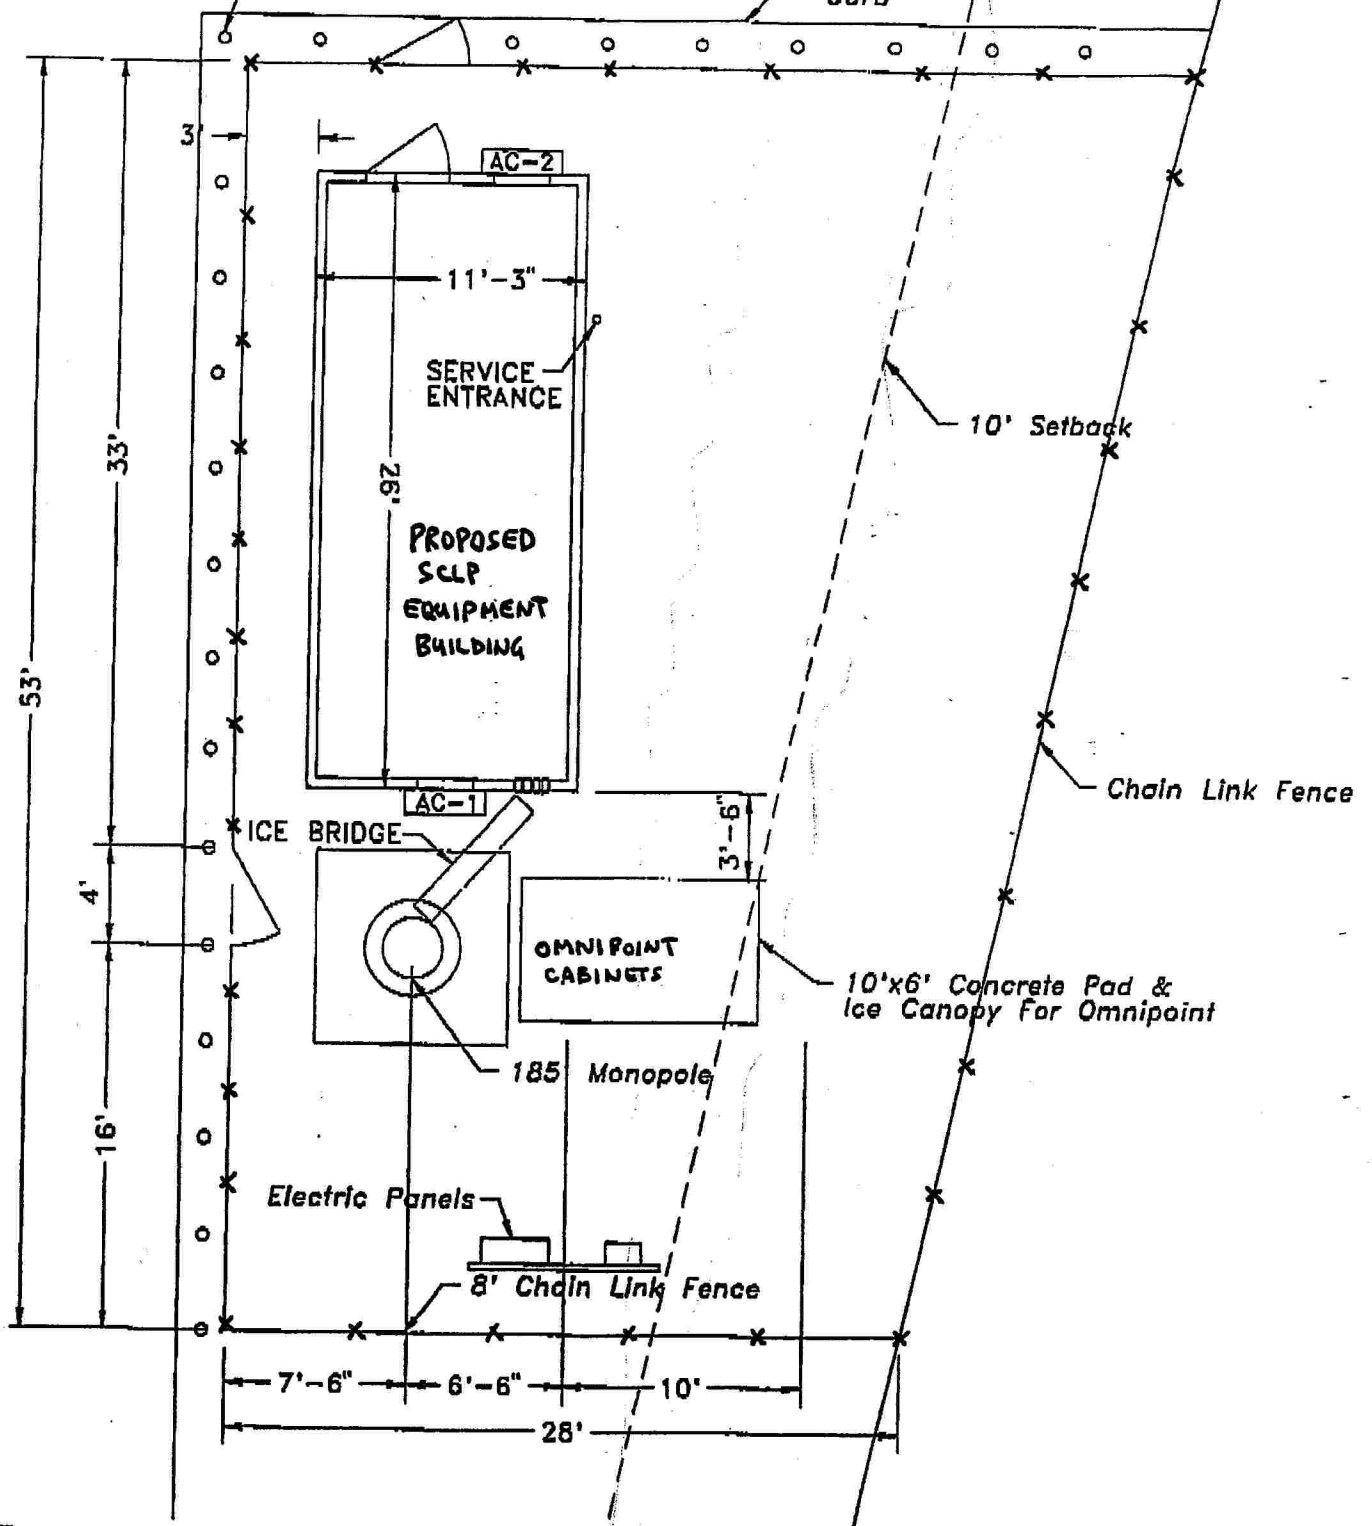 3'
AC-2
11'-3"
SERVICE
ENTRANCE
10' Setback
33'
26'
PROPOSED
SCLP
EQUIPMENT
BUILDING
53'
Chain Link Fence
AC-1
ICE BRIDGE
3'-6"
4'
OMNIPOINT
CABINETS
10'x6' Concrete Pad &
Ice Canopy For Omnipoint
185 Monopole
16'
Electric Panels
8' Chain Link Fence
7'-6"
6'-6"
10'
28'